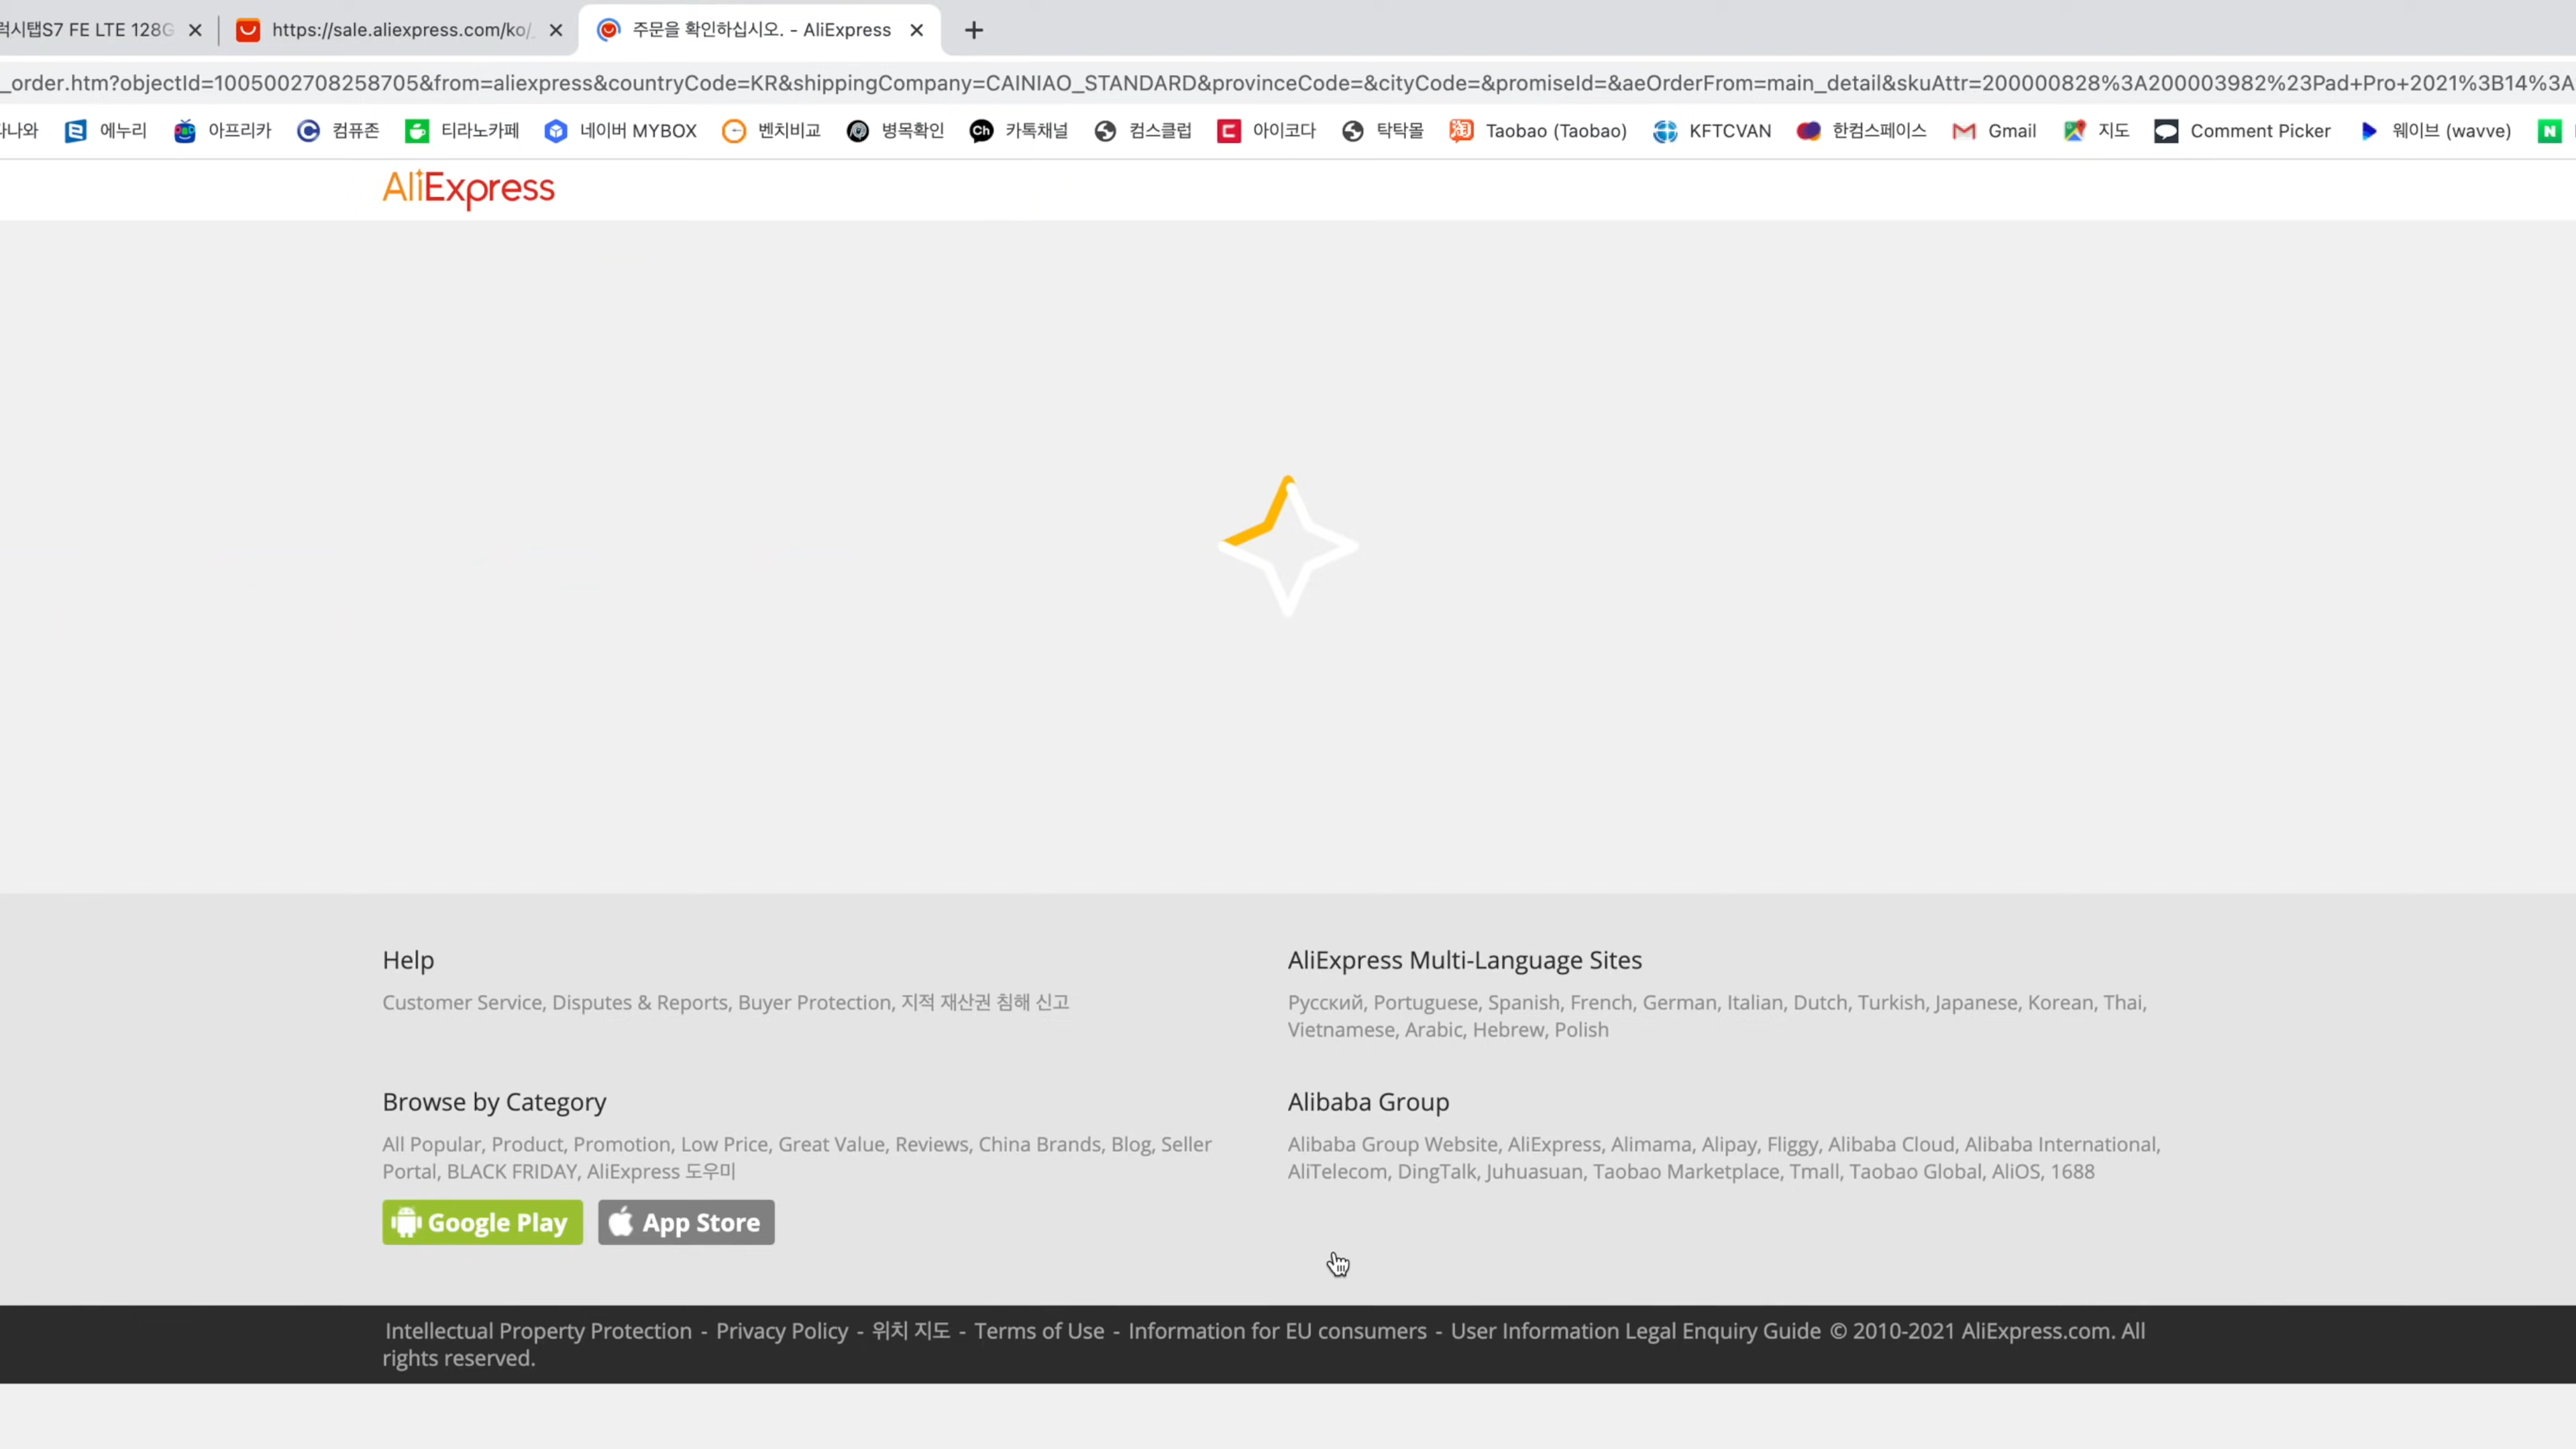 럭시탭S7 FE LTE 128G
https://sale.aliexpress.com/ko/_
주문을 확인하십시오. - AliExpress
_order.htm?objectId=1005002708258705&from=aliexpress&countryCode=KR&shippingCompany=CAINIAO_STANDARD&provinceCode=&cityCode=&promiseId=&aeOrderFrom=main_detail&skuAttr=200000828%3A200003982%23Pad+Pro+2021%3B14%3A
다나와 에누리 아프리카 컴퓨존 티라노카페 네이버 MYBOX 벤치비교 병목확인 카톡채널 컴스클럽 아이코다 탁탁몰 Taobao (Taobao) KFTCVAN 한컴스페이스 Gmail 지도 Comment Picker 웨이브 (wavve)
AliExpress
Help
Customer Service, Disputes & Reports, Buyer Protection, 지적 재산권 침해 신고
AliExpress Multi-Language Sites
Русский, Portuguese, Spanish, French, German, Italian, Dutch, Turkish, Japanese, Korean, Thai,
Vietnamese, Arabic, Hebrew, Polish
Browse by Category
All Popular, Product, Promotion, Low Price, Great Value, Reviews, China Brands, Blog, Seller
Portal, BLACK FRIDAY, AliExpress 도우미
Google Play
App Store
Alibaba Group
Alibaba Group Website, AliExpress, Alimama, Alipay, Fliggy, Alibaba Cloud, Alibaba International,
AliTelecom, DingTalk, Juhuasuan, Taobao Marketplace, Tmall, Taobao Global, AliOS, 1688
Intellectual Property Protection - Privacy Policy - 위치 지도 - Terms of Use - Information for EU consumers - User Information Legal Enquiry Guide © 2010-2021 AliExpress.com. All
rights reserved.